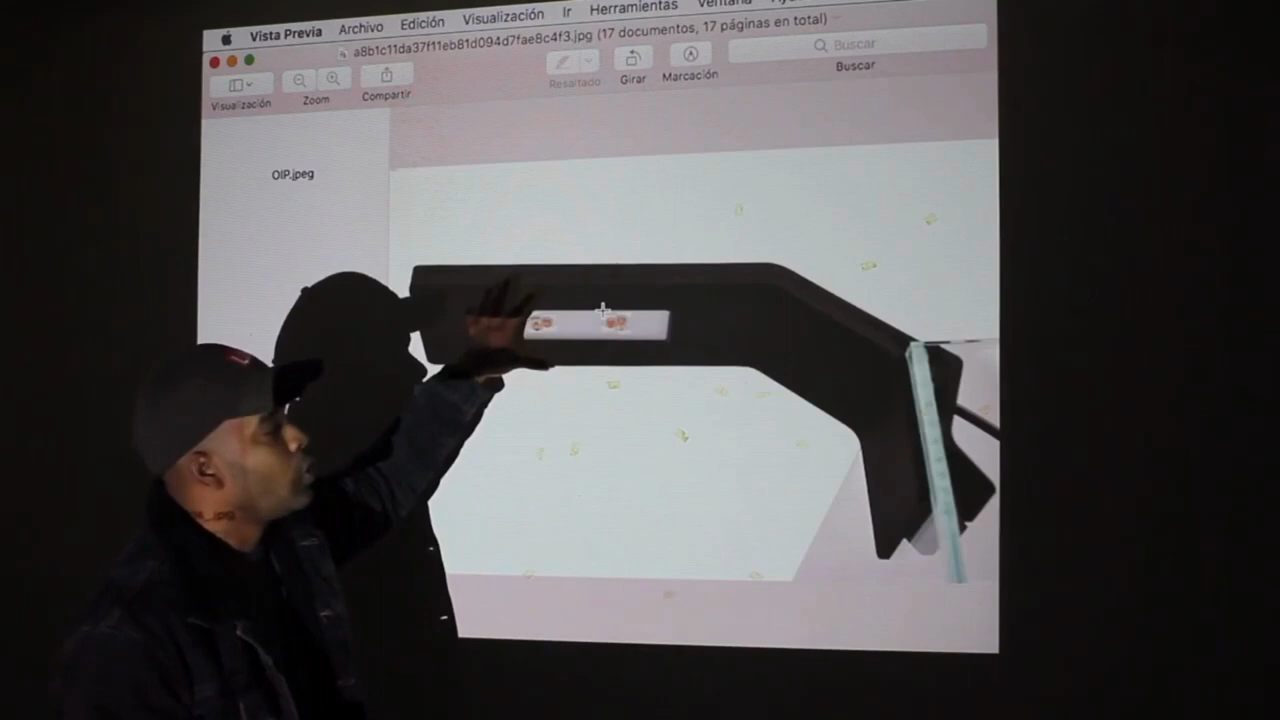 Vista Previa Archivo Edición Visualización Ir Herramientas Ventana
a8b1c11da37f11eb81d094d7fae8c4f3.jpg (17 documentos, 17 páginas en total)
Visualización Zoom Compartir Resaltado Girar Marcación Buscar
Buscar
OIP.jpeg